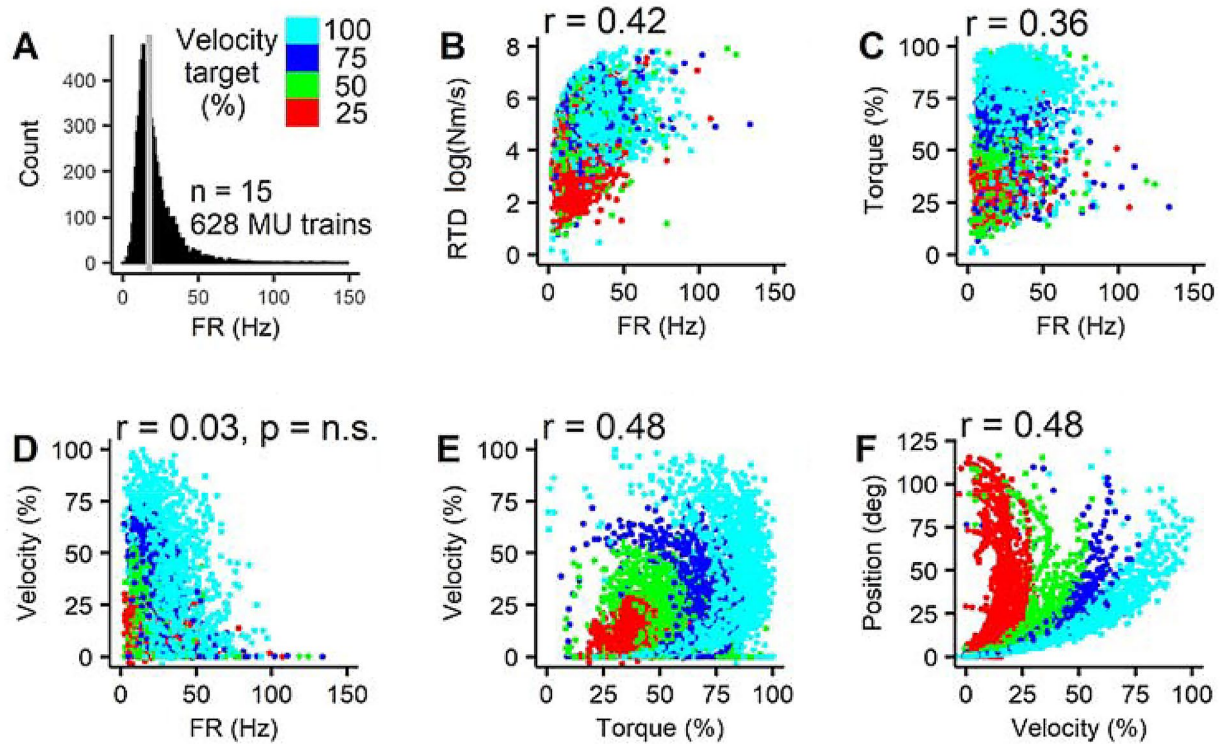 A
Velocity target (%)
100
75
50
25
Count
400
300
200
100
0
n = 15
628 MU trains
0 50 100 150
FR (Hz)
B
r = 0.42
RTD log(Nm/s)
8
6
4
2
0
0 50 100 150
FR (Hz)
C
r = 0.36
Torque (%)
100
75
50
25
0
0 50 100 150
FR (Hz)
D
r = 0.03, p = n.s.
Velocity (%)
100
75
50
25
0
0 50 100 150
FR (Hz)
E
r = 0.48
Velocity (%)
100
75
50
25
0
0 25 50 75 100
Torque (%)
F
r = 0.48
Position (deg)
125
100
75
50
25
0
0 25 50 75 100
Velocity (%)